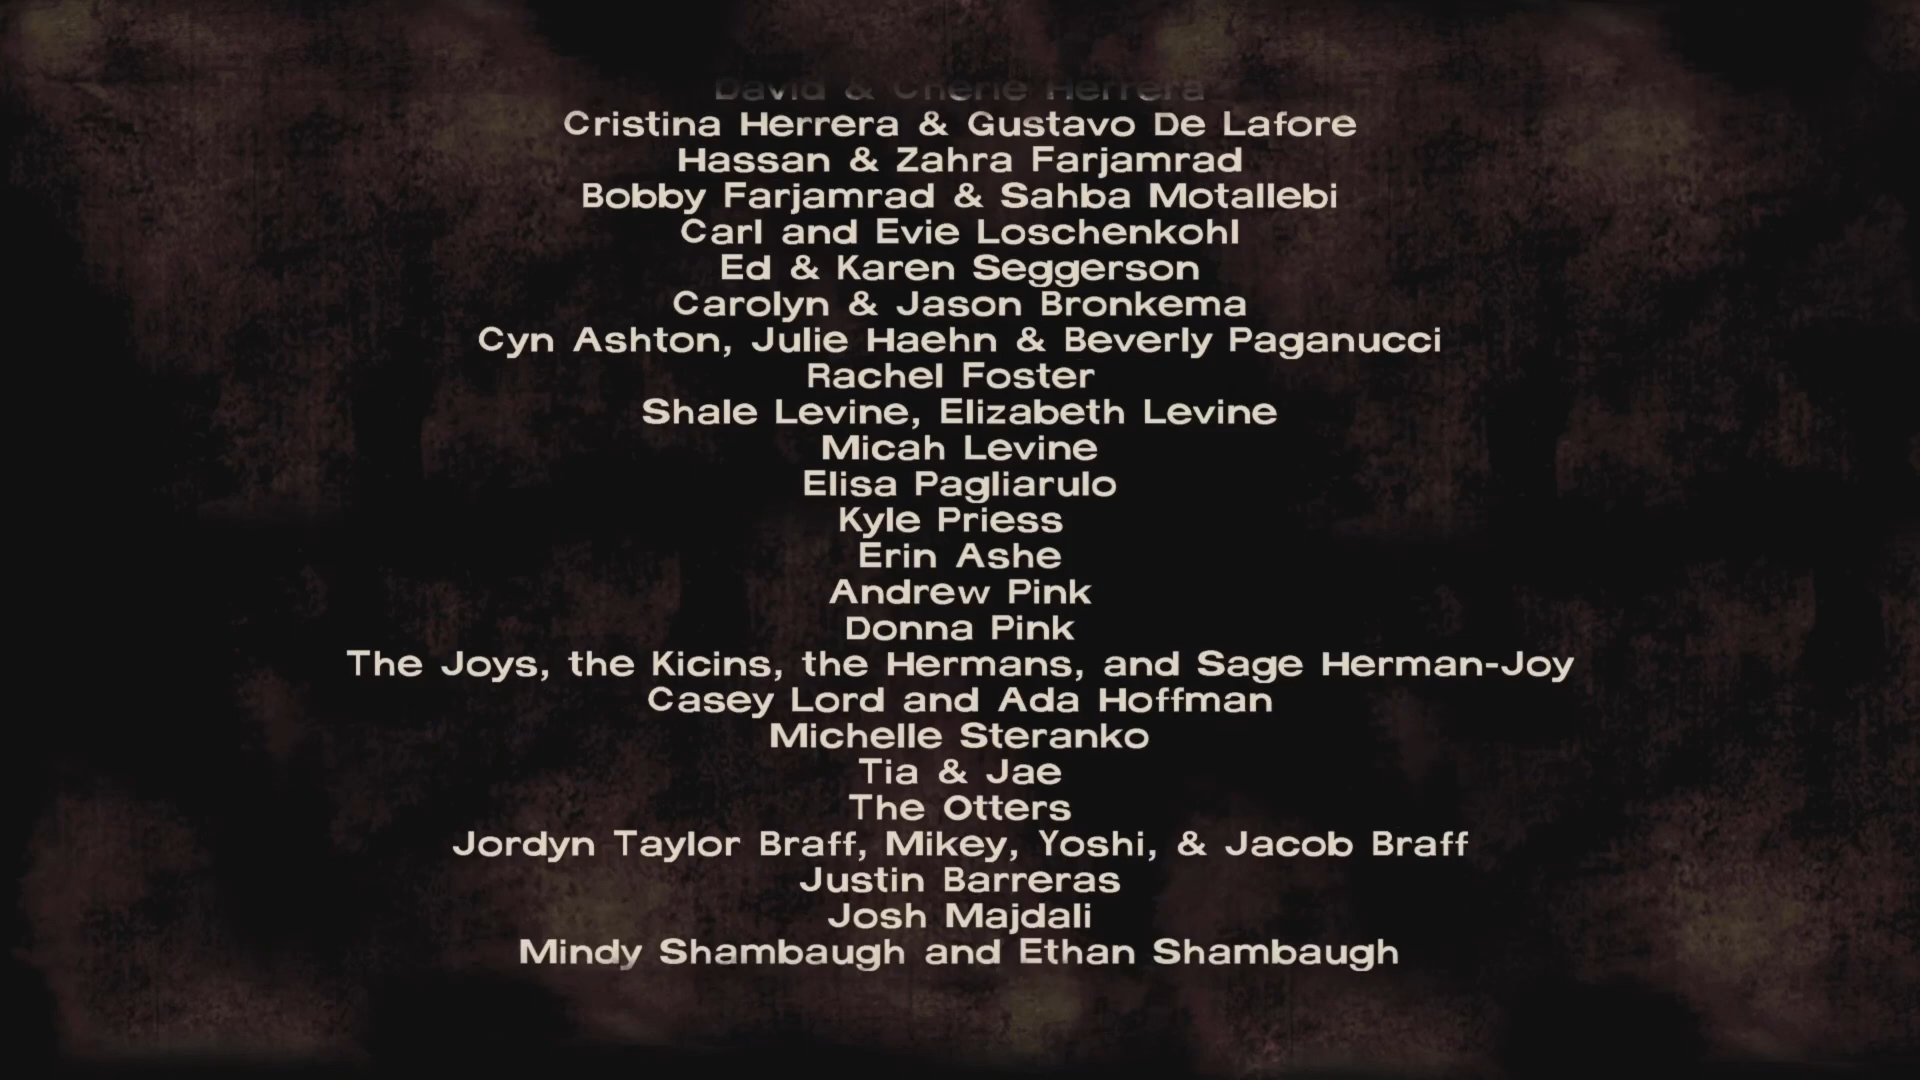 David & Cherie Herrera
Cristina Herrera & Gustavo De Lafore
Hassan & Zahra Farjamrad
Bobby Farjamrad & Sahba Motallebi
Carl and Evie Loschenkohl
Ed & Karen Seggerson
Carolyn & Jason Bronkema
Cyn Ashton, Julie Haehn & Beverly Paganucci
Rachel Foster
Shale Levine, Elizabeth Levine
Micah Levine
Elisa Pagliarulo
Kyle Priess
Erin Ashe
Andrew Pink
Donna Pink
The Joys, the Kicins, the Hermans, and Sage Herman-Joy
Casey Lord and Ada Hoffman
Michelle Steranko
Tia & Jae
The Otters
Jordyn Taylor Braff, Mikey, Yoshi, & Jacob Braff
Justin Barreras
Josh Majdali
Mindy Shambaugh and Ethan Shambaugh